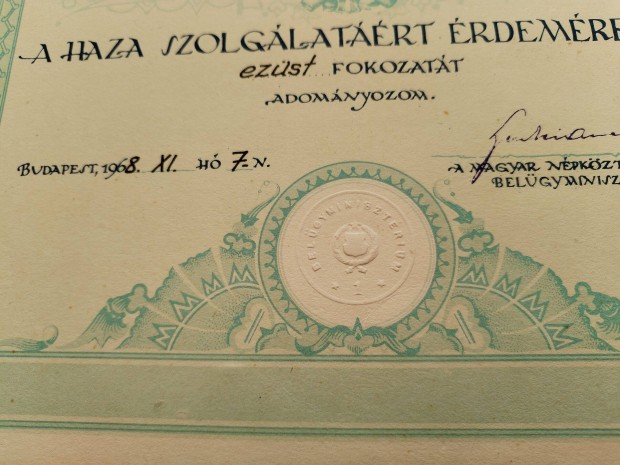 A HAZA SZOLGÁLATÁÉRT ÉRDEMÉRE
ezüst FOKOZATÁT
ADOMÁNYOZOM.
BUDAPEST, 1968. XI. HÓ 7-N.
A MAGYAR NÉPKÖZT
BELÜGYMINISZ
BELÜGYMINISZTÉRIUM
* 1 *